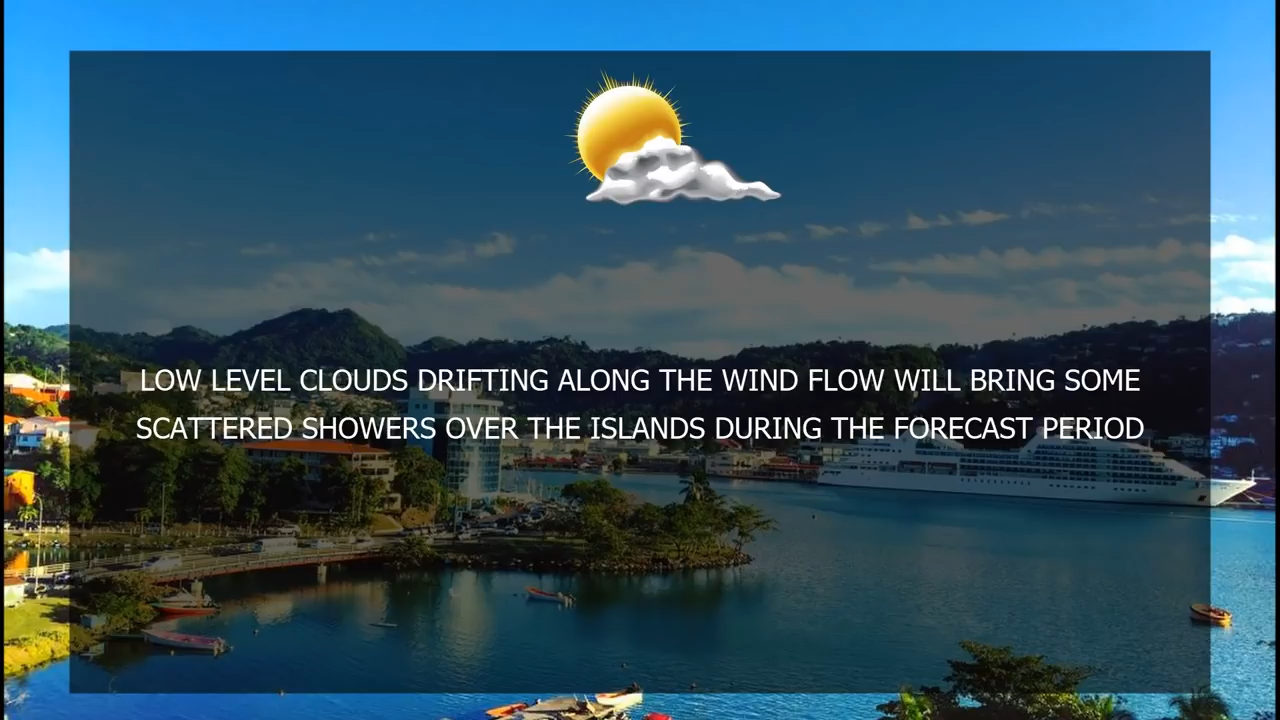 LOW LEVEL CLOUDS DRIFTING ALONG THE WIND FLOW WILL BRING SOME
SCATTERED SHOWERS OVER THE ISLANDS DURING THE FORECAST PERIOD